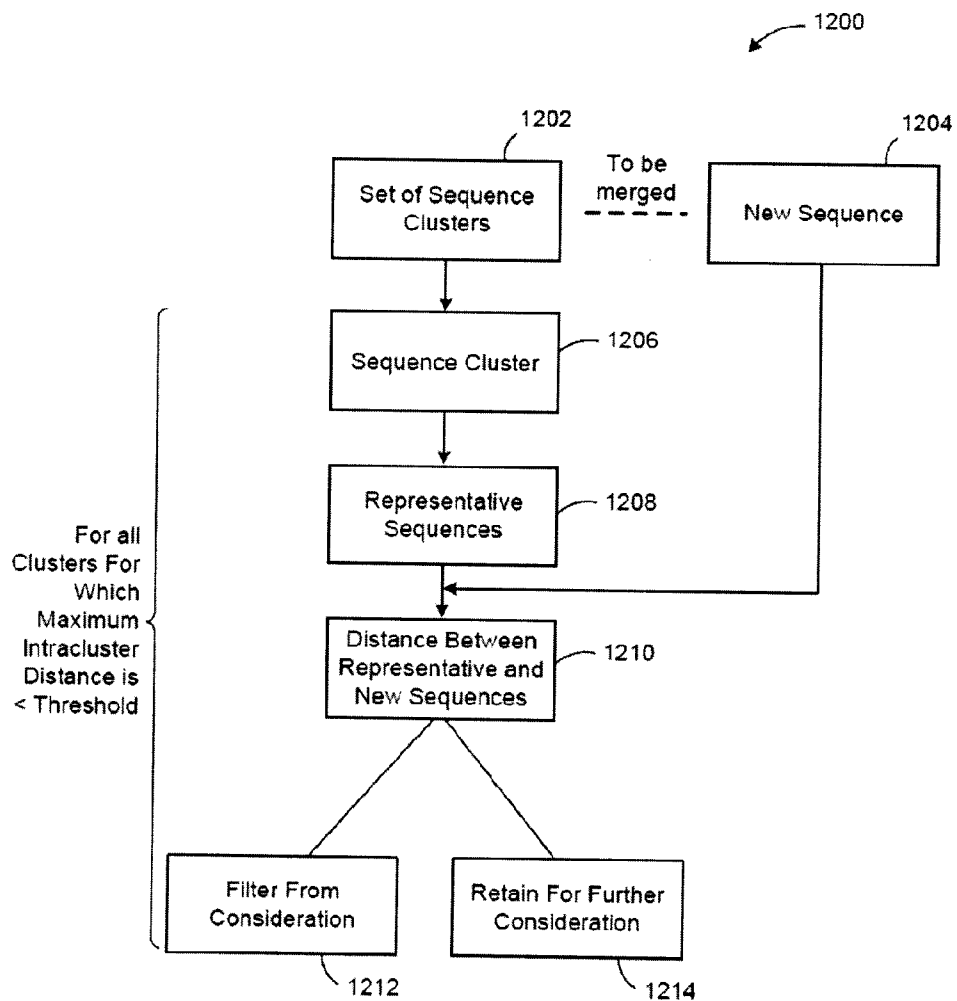 1200
1202
1204
Set of Sequence
Clusters
To be
merged
New Sequence
1206
Sequence Cluster
Representative
Sequences
1208
For all
Clusters For
Which
Maximum
Intracluster
Distance is
< Threshold
Distance Between
Representative and
New Sequences
1210
Filter From
Consideration
Retain For Further
Consideration
1212
1214